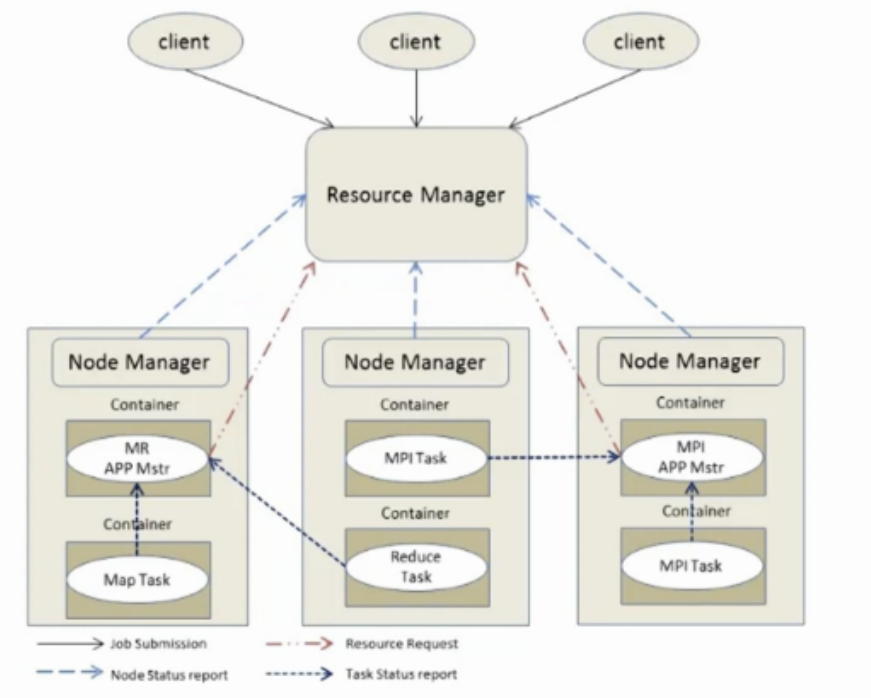 client
client
client
Resource Manager
Node Manager
Node Manager
Node Manager
Container
Container
Container
MR
APP Mstr
MPI Task
MPI
APP Mstr
Container
Container
Container
Map Task
Reduce
Task
MPI Task
Job Submission
Resource Request
Node Status report
Task Status report